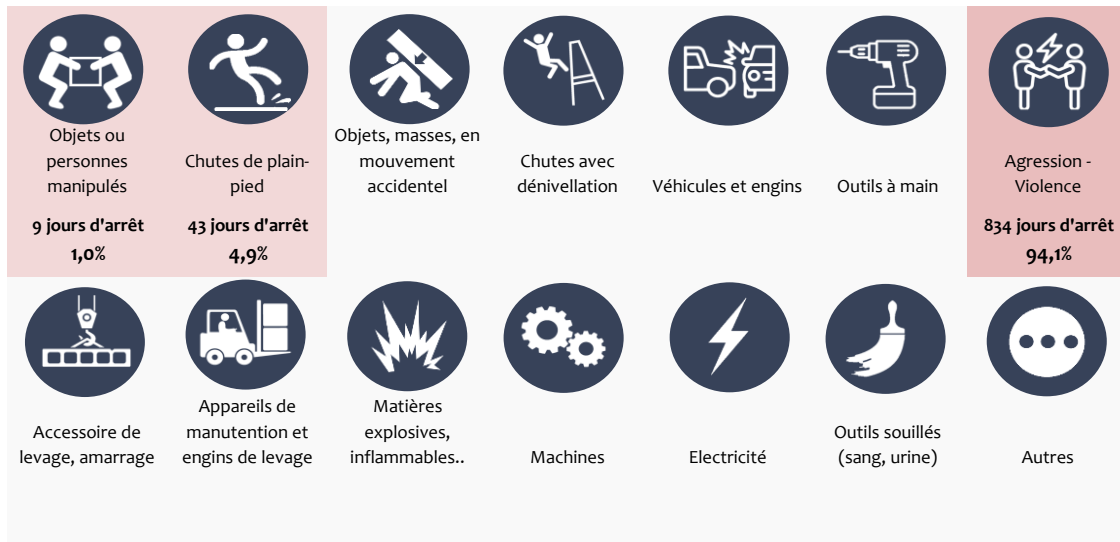 Objets ou
personnes
manipulés
9 jours d'arrêt
1,0%
Chutes de plain-
pied
43 jours d'arrêt
4,9%
Objets, masses, en
mouvement
accidentel
Chutes avec
dénivellation
Véhicules et engins
Outils à main
Agression -
Violence
834 jours d'arrêt
94,1%
Accessoire de
levage, amarrage
Appareils de
manutention et
engins de levage
Matières
explosives,
inflammables..
Machines
Electricité
Outils souillés
(sang, urine)
Autres